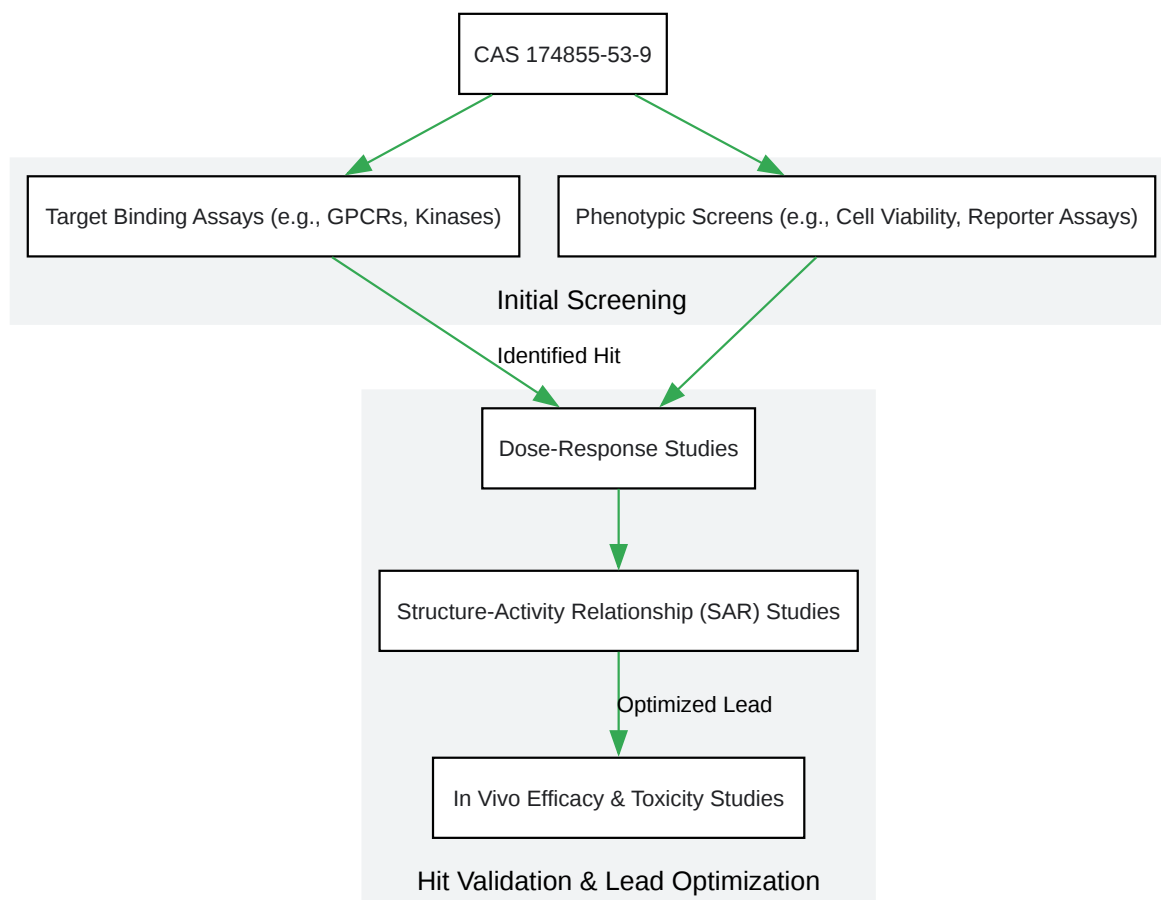 CAS 174855-53-9
Target Binding Assays (e.g., GPCRs, Kinases)
Phenotypic Screens (e.g., Cell Viability, Reporter Assays)
Initial Screening
Identified Hit
Dose-Response Studies
Structure-Activity Relationship (SAR) Studies
Optimized Lead
In Vivo Efficacy & Toxicity Studies
Hit Validation & Lead Optimization